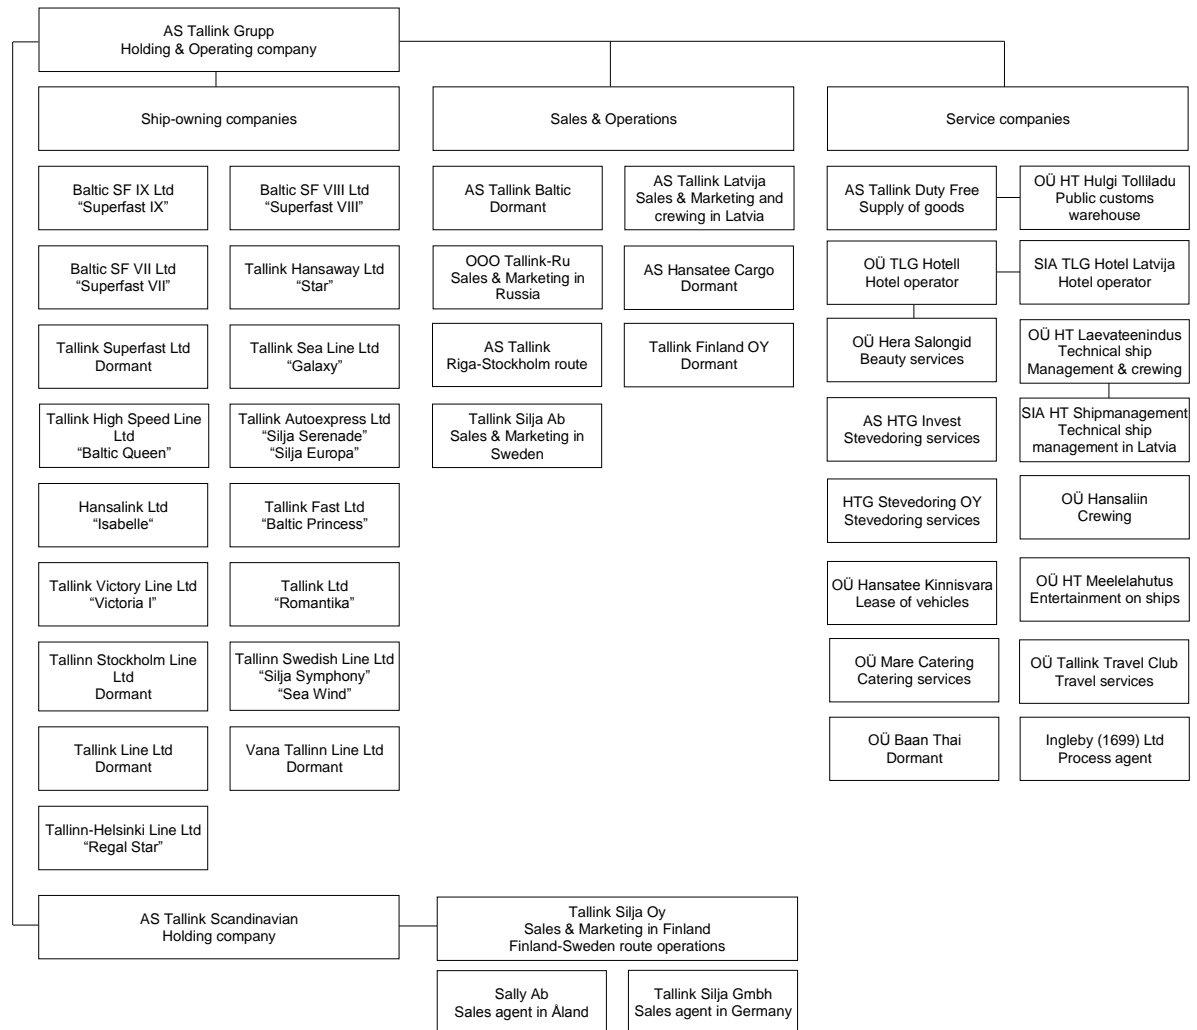 AS Tallink Grupp
Holding & Operating company
Ship-owning companies
Sales & Operations
Service companies
Baltic SF IX Ltd
“Superfast IX”
Baltic SF VIII Ltd
“Superfast VIII”
AS Tallink Baltic
Dormant
AS Tallink Latvija
Sales & Marketing and
crewing in Latvia
AS Tallink Duty Free
Supply of goods
OÜ HT Hulgi Tolliladu
Public customs
warehouse
Baltic SF VII Ltd
“Superfast VII”
Tallink Hansaway Ltd
“Star”
OOO Tallink-Ru
Sales & Marketing in
Russia
AS Hansatee Cargo
Dormant
OÜ TLG Hotell
Hotel operator
SIA TLG Hotel Latvija
Hotel operator
Tallink Superfast Ltd
Dormant
Tallink Sea Line Ltd
“Galaxy”
AS Tallink
Riga-Stockholm route
Tallink Finland OY
Dormant
OÜ Hera Salongid
Beauty services
OÜ HT Laevateenindus
Technical ship
Management & crewing
Tallink High Speed Line
Ltd
“Baltic Queen”
Tallink Autoexpress Ltd
“Silja Serenade”
“Silja Europa”
Tallink Silja Ab
Sales & Marketing in
Sweden
AS HTG Invest
Stevedoring services
SIA HT Shipmanagement
Technical ship
management in Latvia
Hansalink Ltd
“Isabelle“
Tallink Fast Ltd
“Baltic Princess”
HTG Stevedoring OY
Stevedoring services
OÜ Hansaliin
Crewing
Tallink Victory Line Ltd
“Victoria I”
Tallink Ltd
“Romantika”
OÜ Hansatee Kinnisvara
Lease of vehicles
OÜ HT Meelelahutus
Entertainment on ships
Tallinn Stockholm Line
Ltd
Dormant
Tallinn Swedish Line Ltd
“Silja Symphony”
“Sea Wind”
OÜ Mare Catering
Catering services
OÜ Tallink Travel Club
Travel services
Tallink Line Ltd
Dormant
Vana Tallinn Line Ltd
Dormant
OÜ Baan Thai
Dormant
Ingleby (1699) Ltd
Process agent
Tallinn-Helsinki Line Ltd
“Regal Star”
AS Tallink Scandinavian
Holding company
Tallink Silja Oy
Sales & Marketing in Finland
Finland-Sweden route operations
Sally Ab
Sales agent in Åland
Tallink Silja Gmbh
Sales agent in Germany